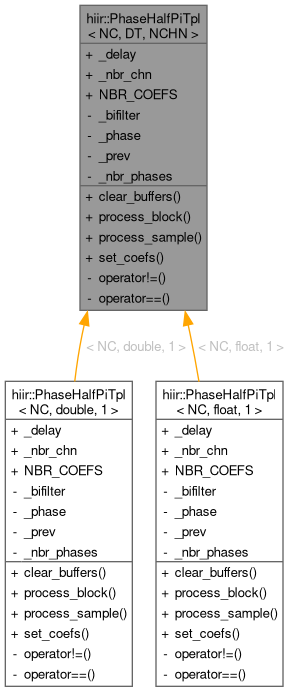 hiir::PhaseHalfPiTpl
< NC, DT, NCHN >
+ _delay
+ _nbr_chn
+ NBR_COEFS
- _bifilter
- _phase
- _prev
- _nbr_phases
+ clear_buffers()
+ process_block()
+ process_sample()
+ set_coefs()
- operator!=()
- operator==()
< NC, double, 1 >
< NC, float, 1 >
hiir::PhaseHalfPiTpl
< NC, double, 1 >
+ _delay
+ _nbr_chn
+ NBR_COEFS
- _bifilter
- _phase
- _prev
- _nbr_phases
+ clear_buffers()
+ process_block()
+ process_sample()
+ set_coefs()
- operator!=()
- operator==()
hiir::PhaseHalfPiTpl
< NC, float, 1 >
+ _delay
+ _nbr_chn
+ NBR_COEFS
- _bifilter
- _phase
- _prev
- _nbr_phases
+ clear_buffers()
+ process_block()
+ process_sample()
+ set_coefs()
- operator!=()
- operator==()